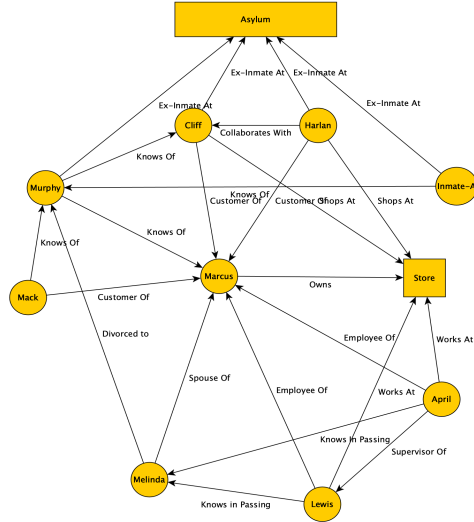 Asylum
Ex-Inmate At
Ex-Inmate At
Ex-Inmate At
Ex-Inmate At
Cliff
Harlan
Collaborates With
Knows Of
Murphy
Knows Of
Customer Of
Customer Of
Shops At
Shops At
Knows Of
Knows Of
Marcus
Store
Owns
Mack
Customer Of
Divorced to
Employee Of
Works At
Spouse Of
Employee Of
Works At
April
Knows In Passing
Supervisor Of
Melinda
Knows in Passing
Lewis